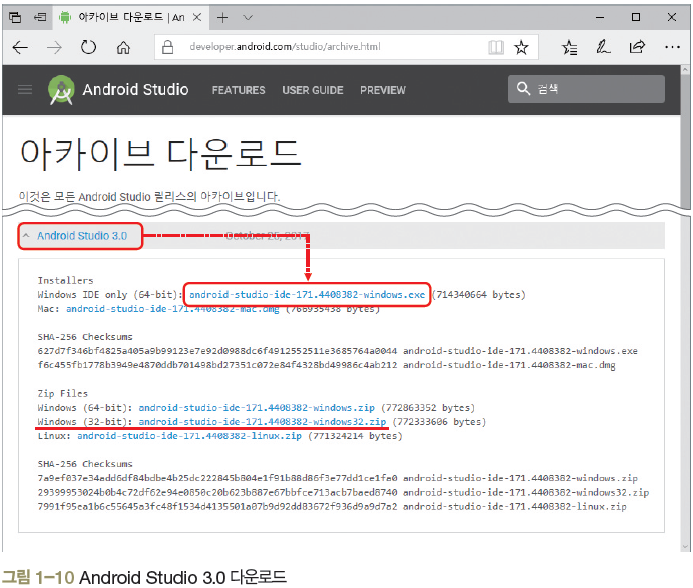 아카이브 다운로드 | An
developer.android.com/studio/archive.html
Android Studio FEATURES USER GUIDE PREVIEW 검색
아카이브 다운로드
이것은 모든 Android Studio 릴리스의 아카이브입니다.
Android Studio 3.0 October 25, 2017
Installers
Windows IDE only (64-bit): android-studio-ide-171.4408382-windows.exe (714340664 bytes)
Mac: android-studio-ide-171.4408382-mac.dmg (766935438 bytes)
SHA-256 Checksums
627d7f346bf4825a405a9b99123e7e92d0988dc6f4912552511e3685764a0044 android-studio-ide-171.4408382-windows.exe
f6c455fb1778b3949e4870ddb701498bd27351c072e84f4328bd49986c4ab212 android-studio-ide-171.4408382-mac.dmg
Zip Files
Windows (64-bit): android-studio-ide-171.4408382-windows.zip (772863352 bytes)
Windows (32-bit): android-studio-ide-171.4408382-windows32.zip (772333606 bytes)
Linux: android-studio-ide-171.4408382-linux.zip (771324214 bytes)
SHA-256 Checksums
7a9ef037e34add6df84bdbe4b25dc222845b804e1f91b88d86f3e77dd1ce1fa0 android-studio-ide-171.4408382-windows.zip
29399953024b0b4c72df62e94e0850c20b623b887e67bbfce713acb7baed8740 android-studio-ide-171.4408382-windows32.zip
7991f95ea1b6c55645a3fc48f1534d4135501a07b9d92dd83672f936d9a9d7a2 android-studio-ide-171.4408382-linux.zip
그림 1-10 Android Studio 3.0 다운로드